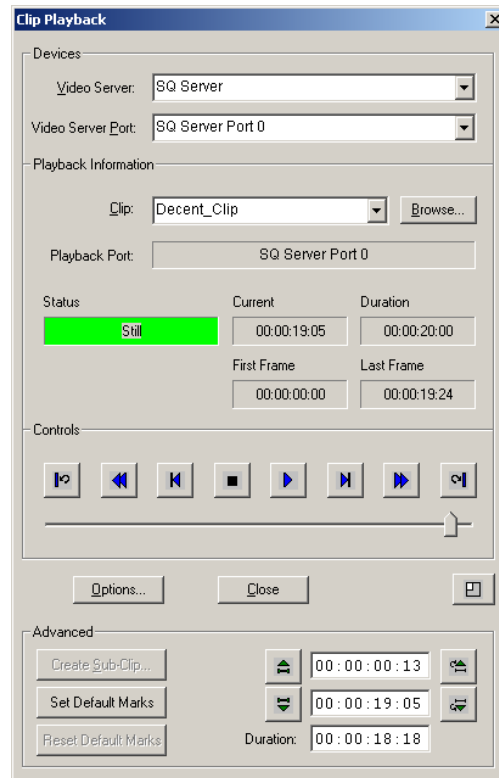 Clip Playback
Devices
Video Server: SQ Server
Video Server Port: SQ Server Port 0
Playback Information
Clip: Decent_Clip Browse...
Playback Port: SQ Server Port 0
Status Current Duration
Still 00:00:19:05 00:00:20:00
First Frame Last Frame
00:00:00:00 00:00:19:24
Controls
Options... Close
Advanced
Create Sub-Clip... 00:00:00:13
Set Default Marks 00:00:19:05
Reset Default Marks Duration: 00:00:18:18